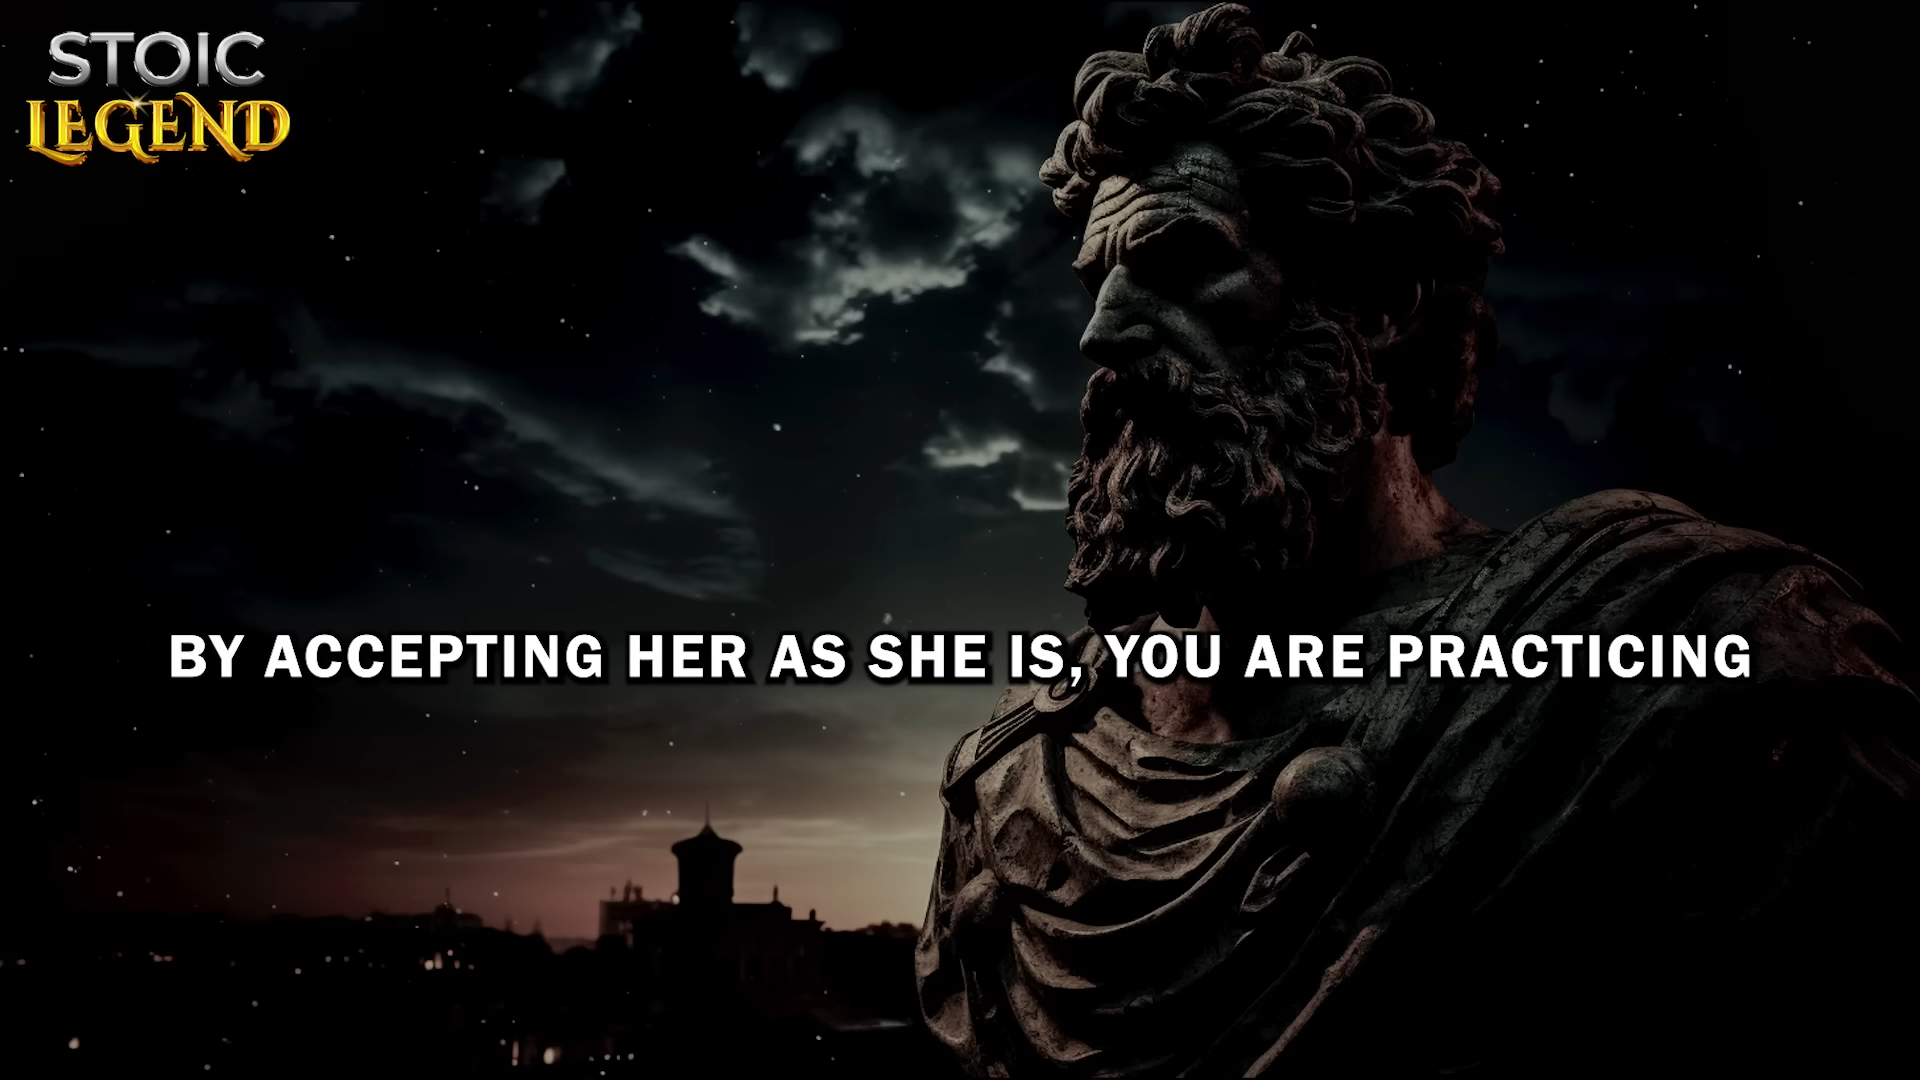 STOIC
LEGEND
BY ACCEPTING HER AS SHE IS, YOU ARE PRACTICING